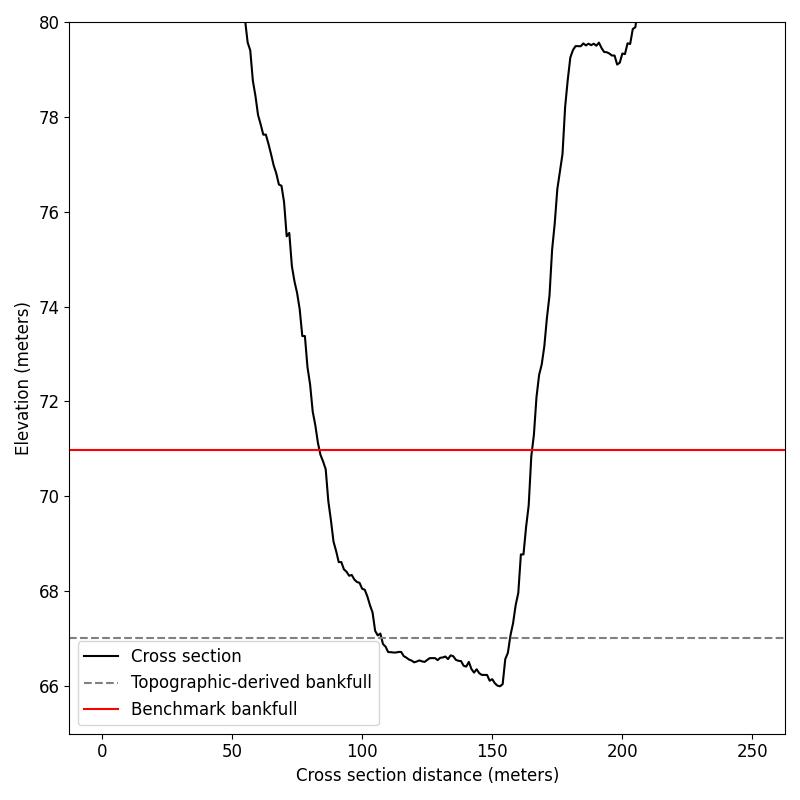 80
78
76
74
72
70
68
66
Elevation (meters)
Cross section
Topographic-derived bankfull
Benchmark bankfull
0 50 100 150 200 250
Cross section distance (meters)